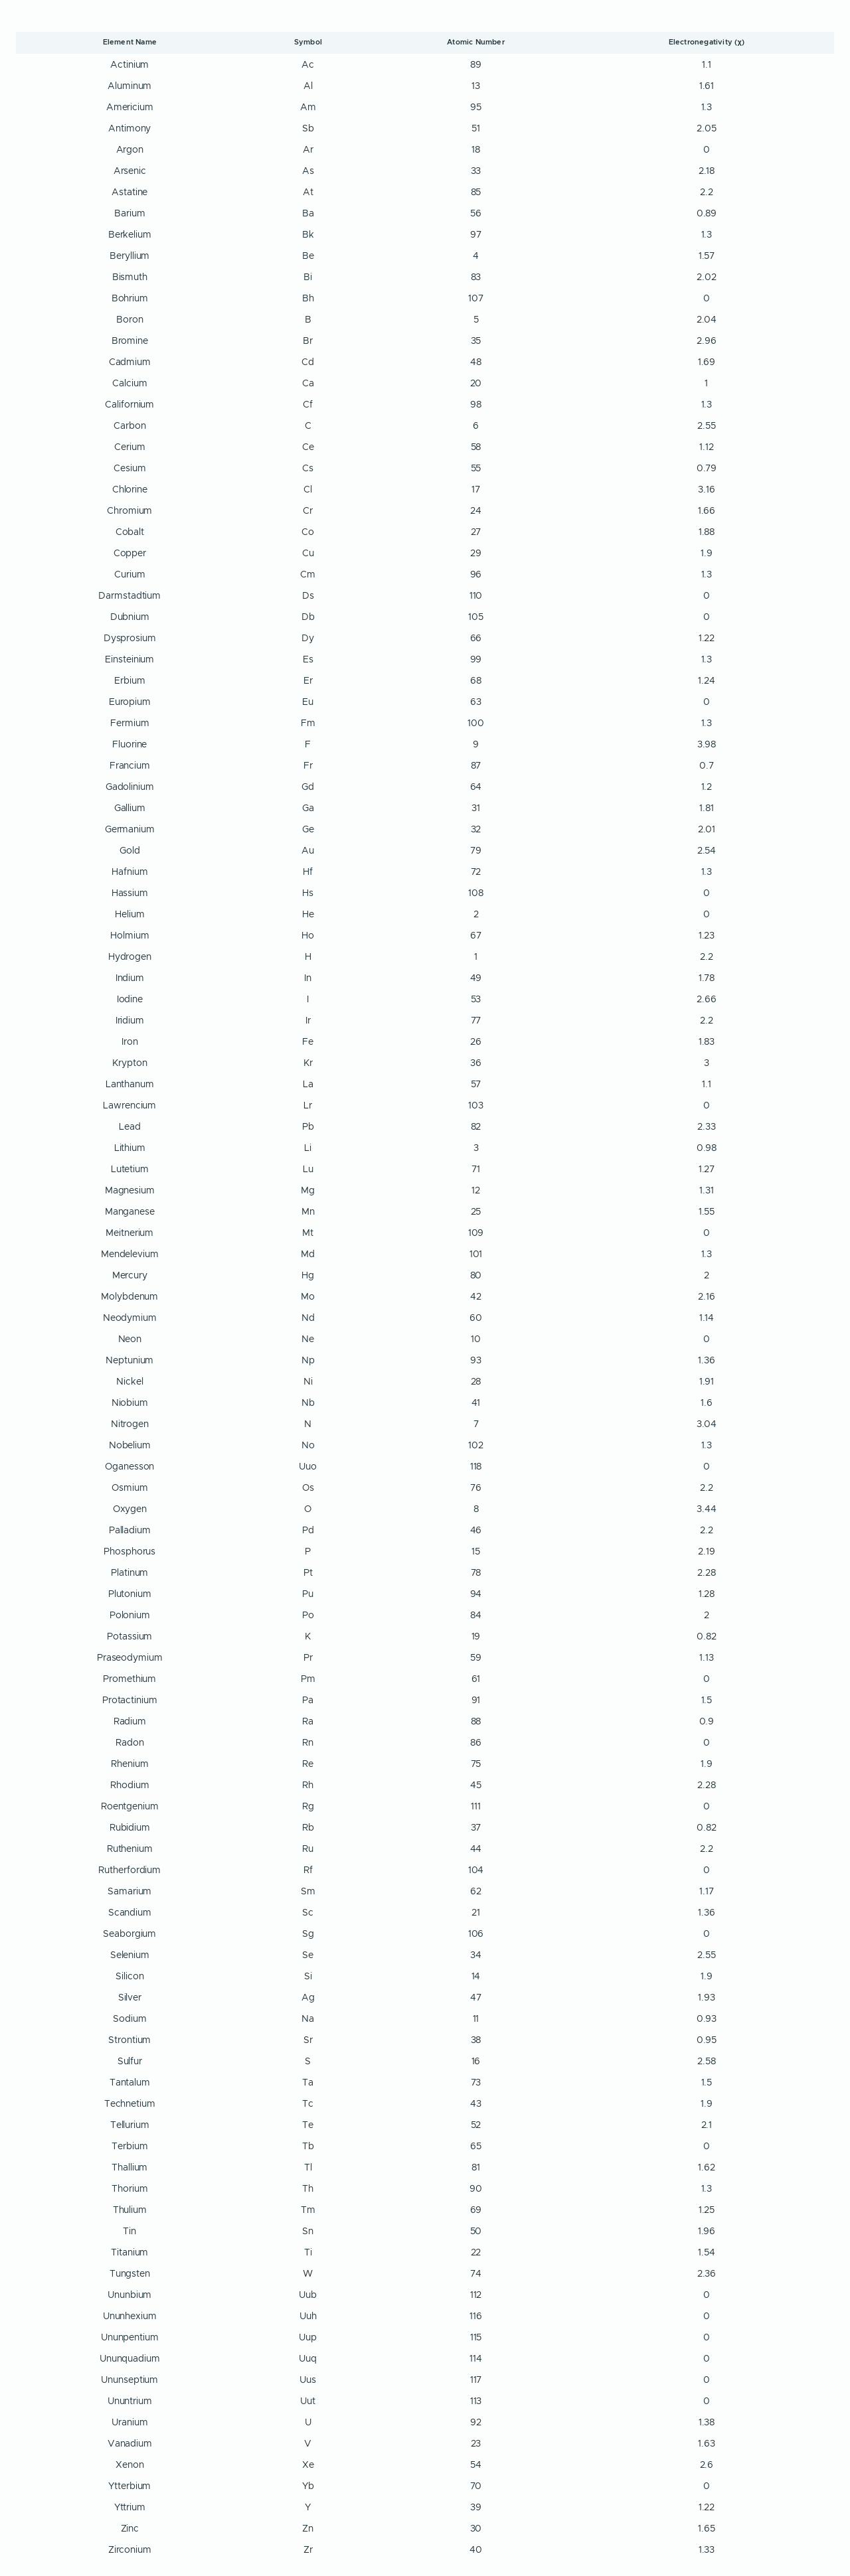 Element Name Symbol Atomic Number Electronegativity (χ)
Actinium Ac 89 1.1
Aluminum Al 13 1.61
Americium Am 95 1.3
Antimony Sb 51 2.05
Argon Ar 18 0
Arsenic As 33 2.18
Astatine At 85 2.2
Barium Ba 56 0.89
Berkelium Bk 97 1.3
Beryllium Be 4 1.57
Bismuth Bi 83 2.02
Bohrium Bh 107 0
Boron B 5 2.04
Bromine Br 35 2.96
Cadmium Cd 48 1.69
Calcium Ca 20 1
Californium Cf 98 1.3
Carbon C 6 2.55
Cerium Ce 58 1.12
Cesium Cs 55 0.79
Chlorine Cl 17 3.16
Chromium Cr 24 1.66
Cobalt Co 27 1.88
Copper Cu 29 1.9
Curium Cm 96 1.3
Darmstadtium Ds 110 0
Dubnium Db 105 0
Dysprosium Dy 66 1.22
Einsteinium Es 99 1.3
Erbium Er 68 1.24
Europium Eu 63 0
Fermium Fm 100 1.3
Fluorine F 9 3.98
Francium Fr 87 0.7
Gadolinium Gd 64 1.2
Gallium Ga 31 1.81
Germanium Ge 32 2.01
Gold Au 79 2.54
Hafnium Hf 72 1.3
Hassium Hs 108 0
Helium He 2 0
Holmium Ho 67 1.23
Hydrogen H 1 2.2
Indium In 49 1.78
Iodine I 53 2.66
Iridium Ir 77 2.2
Iron Fe 26 1.83
Krypton Kr 36 3
Lanthanum La 57 1.1
Lawrencium Lr 103 0
Lead Pb 82 2.33
Lithium Li 3 0.98
Lutetium Lu 71 1.27
Magnesium Mg 12 1.31
Manganese Mn 25 1.55
Meitnerium Mt 109 0
Mendelevium Md 101 1.3
Mercury Hg 80 2
Molybdenum Mo 42 2.16
Neodymium Nd 60 1.14
Neon Ne 10 0
Neptunium Np 93 1.36
Nickel Ni 28 1.91
Niobium Nb 41 1.6
Nitrogen N 7 3.04
Nobelium No 102 1.3
Oganesson Uuo 118 0
Osmium Os 76 2.2
Oxygen O 8 3.44
Palladium Pd 46 2.2
Phosphorus P 15 2.19
Platinum Pt 78 2.28
Plutonium Pu 94 1.28
Polonium Po 84 2
Potassium K 19 0.82
Praseodymium Pr 59 1.13
Promethium Pm 61 0
Protactinium Pa 91 1.5
Radium Ra 88 0.9
Radon Rn 86 0
Rhenium Re 75 1.9
Rhodium Rh 45 2.28
Roentgenium Rg 111 0
Rubidium Rb 37 0.82
Ruthenium Ru 44 2.2
Rutherfordium Rf 104 0
Samarium Sm 62 1.17
Scandium Sc 21 1.36
Seaborgium Sg 106 0
Selenium Se 34 2.55
Silicon Si 14 1.9
Silver Ag 47 1.93
Sodium Na 11 0.93
Strontium Sr 38 0.95
Sulfur S 16 2.58
Tantalum Ta 73 1.5
Technetium Tc 43 1.9
Tellurium Te 52 2.1
Terbium Tb 65 0
Thallium Tl 81 1.62
Thorium Th 90 1.3
Thulium Tm 69 1.25
Tin Sn 50 1.96
Titanium Ti 22 1.54
Tungsten W 74 2.36
Ununbium Uub 112 0
Ununhexium Uuh 116 0
Ununpentium Uup 115 0
Ununquadium Uuq 114 0
Ununseptium Uus 117 0
Ununtrium Uut 113 0
Uranium U 92 1.38
Vanadium V 23 1.63
Xenon Xe 54 2.6
Ytterbium Yb 70 0
Yttrium Y 39 1.22
Zinc Zn 30 1.65
Zirconium Zr 40 1.33